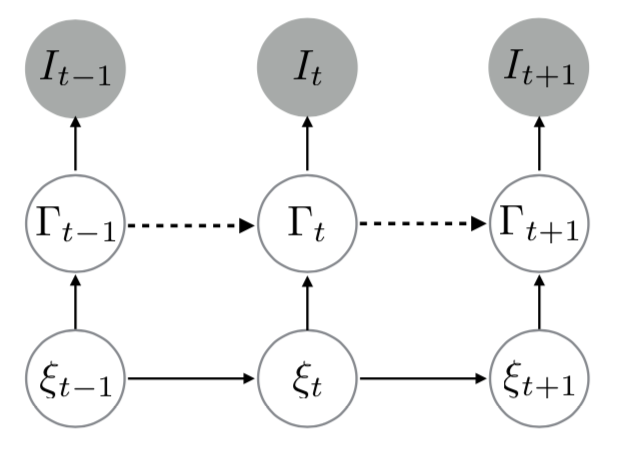 I_{t-1} I_t I_{t+1}
Γ_{t-1} Γ_t Γ_{t+1}
ξ_{t-1} ξ_t ξ_{t+1}